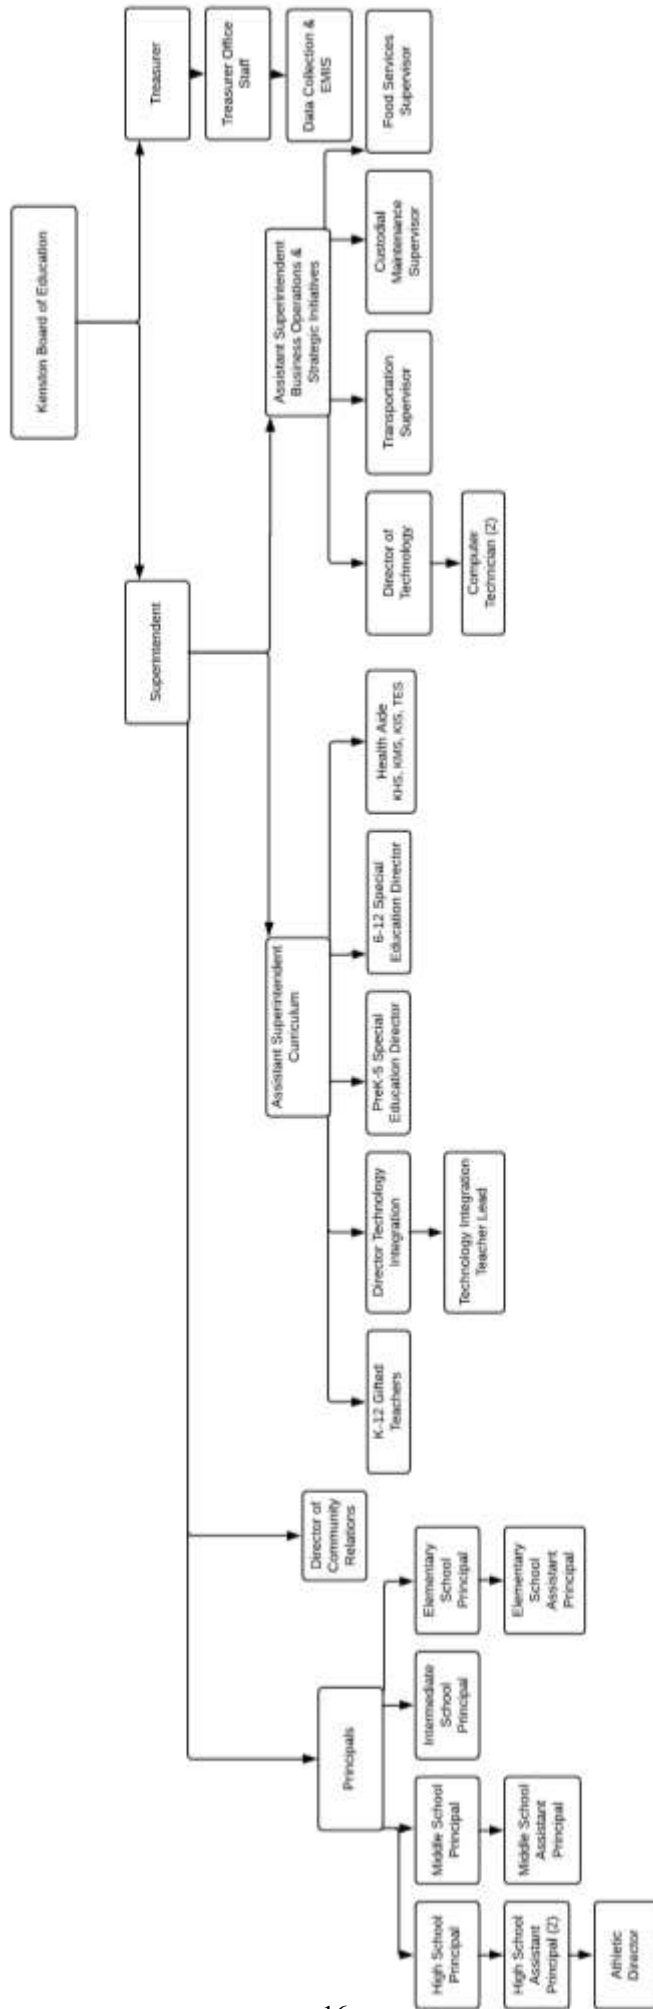 Kenston Board of Education
Superintendent
Treasurer
Treasurer Office
Staff
Data Collection &
EMIS
Assistant Superintendent
Curriculum
Assistant Superintendent
Business Operations &
Strategic Initiatives
Principals
Director of
Community
Relations
K-12 Gifted
Teachers
Director Technology
Integration
PreK-5 Special
Education Director
6-12 Special
Education Director
Health Aide
KHS, KMS, KIS, TES
Director of
Technology
Transportation
Supervisor
Custodial
Maintenance
Supervisor
Food Services
Supervisor
High School
Principal
Middle School
Principal
Intermediate
School
Principal
Elementary
School
Principal
Technology Integration
Teacher Lead
Computer
Technician (2)
High School
Assistant
Principal (2)
Middle School
Assistant
Principal
Elementary
School
Assistant
Principal
Athletic
Director
16